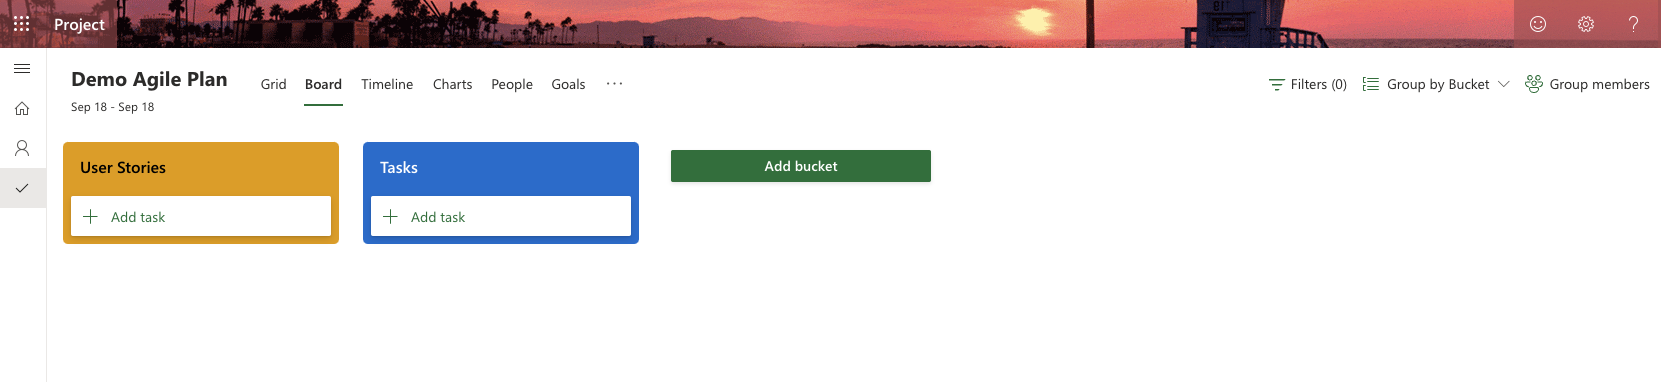 Project
Demo Agile Plan
Sep 18 - Sep 18
Grid Board Timeline Charts People Goals ···
Filters (0) Group by Bucket Group members
User Stories
Add task
Tasks
Add task
Add bucket